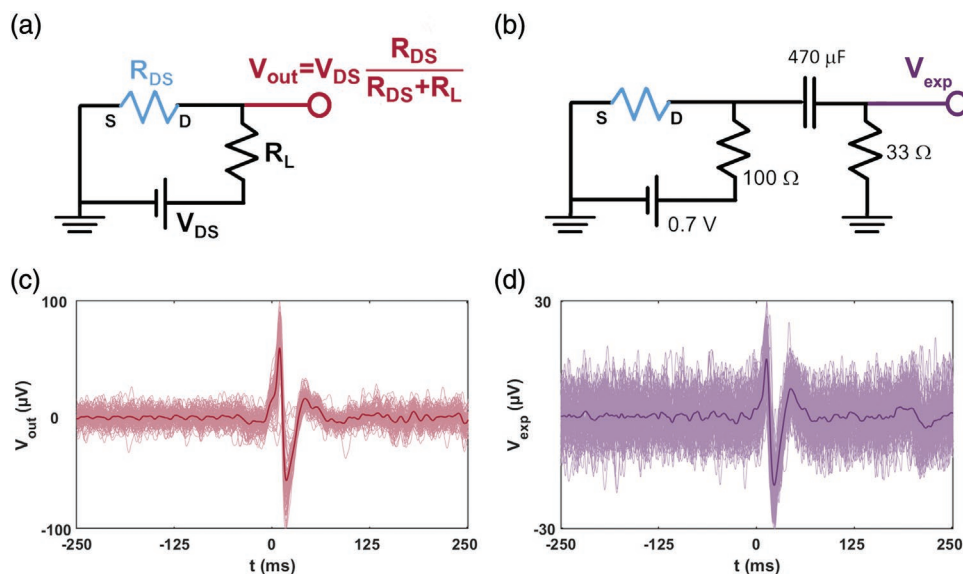 (a)
R_DS
S
D
V_out=V_DS R_DS / R_DS+R_L
R_L
V_DS
(b)
470 µF
V_exp
S
D
100 Ω
33 Ω
0.7 V
(c)
100
0
-100
V_out (µV)
-250
-125
0
125
250
t (ms)
(d)
30
0
-30
V_exp (µV)
-250
-125
0
125
250
t (ms)